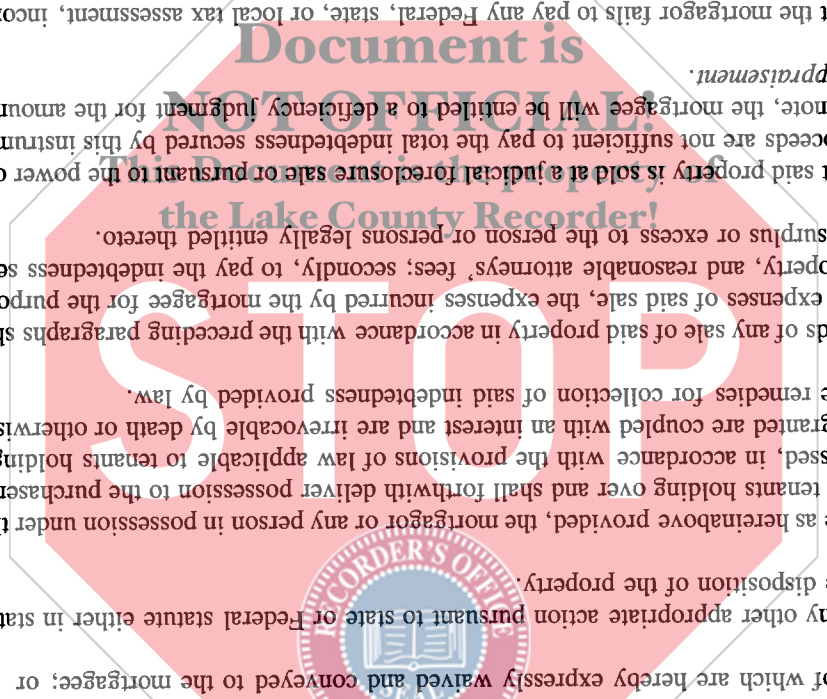 of which are hereby expressly waived and conveyed to the mortgagee; or
ny other appropriate action pursuant to state or Federal statute either in stat
disposition of the property.
as hereinabove provided, the mortgagor or any person in possession under t
tenants holding over and shall forthwith deliver possession to the purchaser
ssed, in accordance with the provisions of law applicable to tenants holding
granted are coupled with an interest and are irrevocable by death or otherwis
remedies for collection of said indebtedness provided by law.
ds of any sale of said property in accordance with the preceding paragraphs sh
expenses of said sale, the expenses incurred by the mortgagee for the purpo
operty, and reasonable attorneys' fees; secondly, to pay the indebtedness se
surplus or excess to the person or persons legally entitled thereto.
t said property is sold at a judicial foreclosure sale or pursuant to the power o
oceeds are not sufficient to pay the total indebtedness secured by this instrum
note, the mortgagee will be entitled to a deficiency judgment for the amoun
ppraisement.
t the mortgagor fails to pay any Federal, state, or local tax assessment, inco
Document is
NOT OFFICIAL!
This Document is the property of
the Lake County Recorder!
STOP
RECORDER'S OFFICE
SEAL